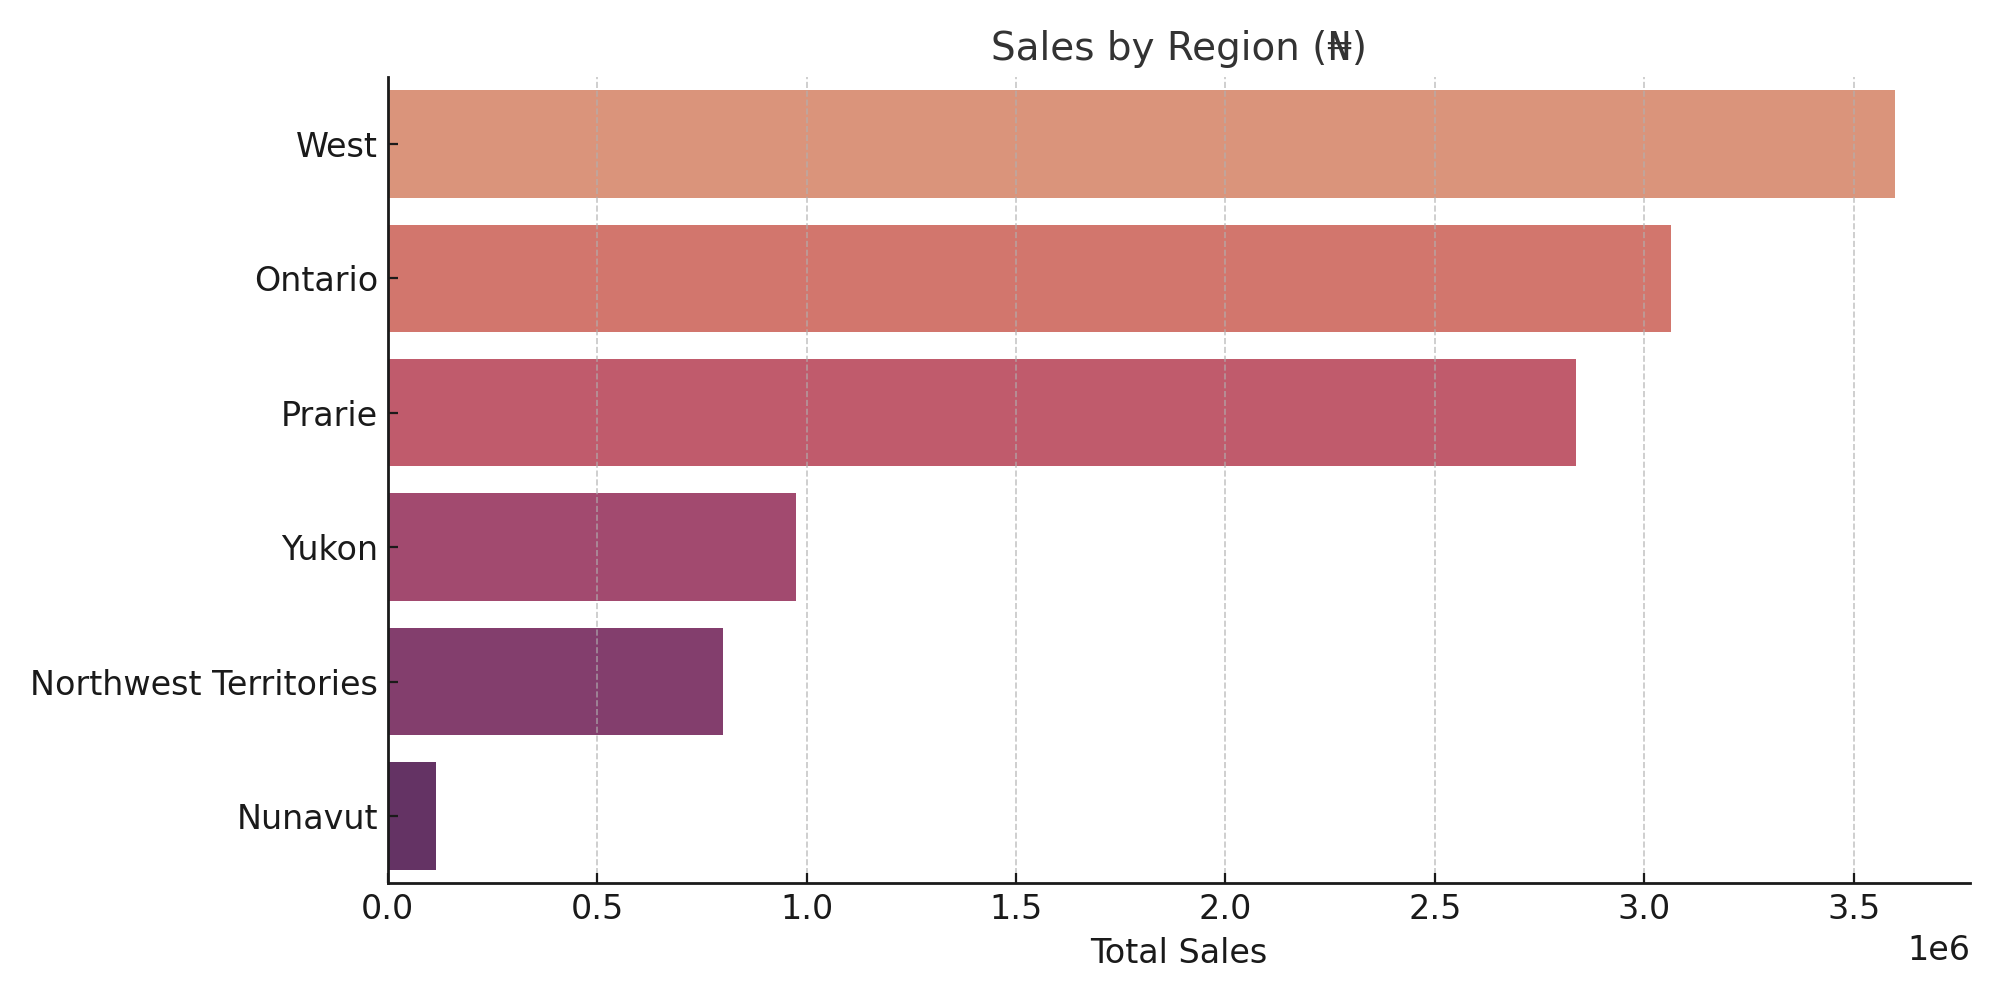 Sales by Region (₦)
West
Ontario
Prarie
Yukon
Northwest Territories
Nunavut
0.0 0.5 1.0 1.5 2.0 2.5 3.0 3.5
1e6
Total Sales